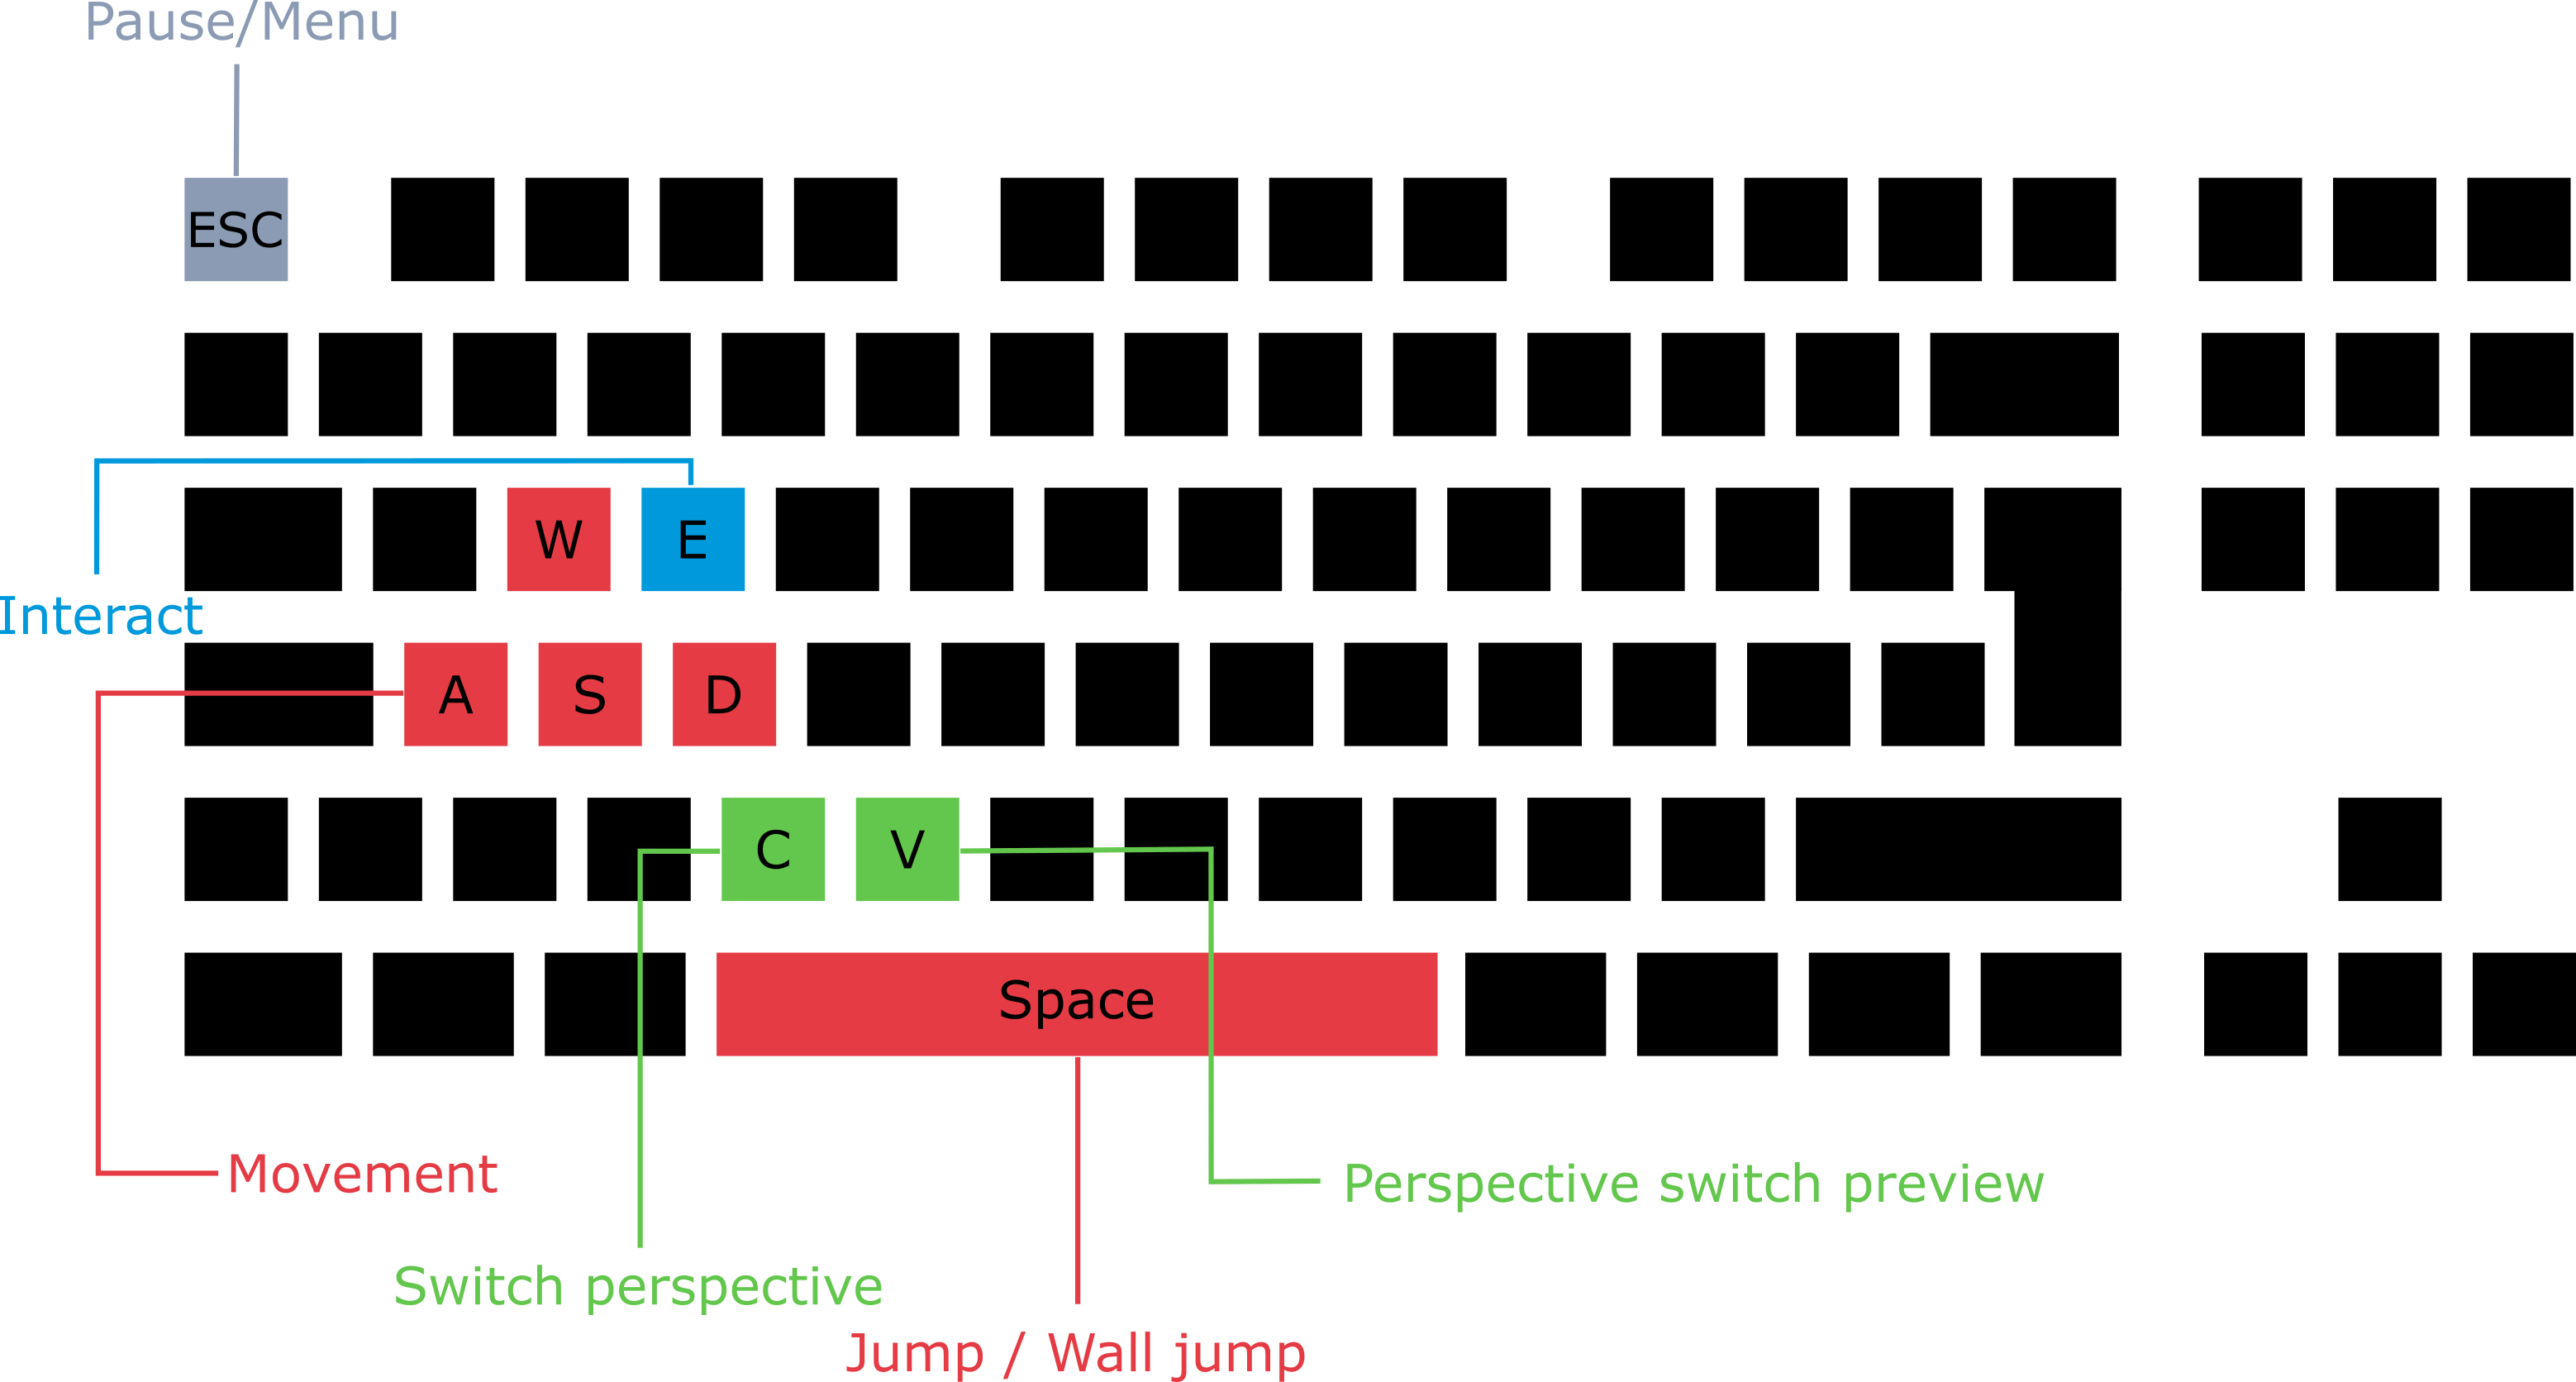 Pause/Menu
ESC
W
E
Interact
A
S
D
C
V
Space
Movement
Perspective switch preview
Switch perspective
Jump / Wall jump